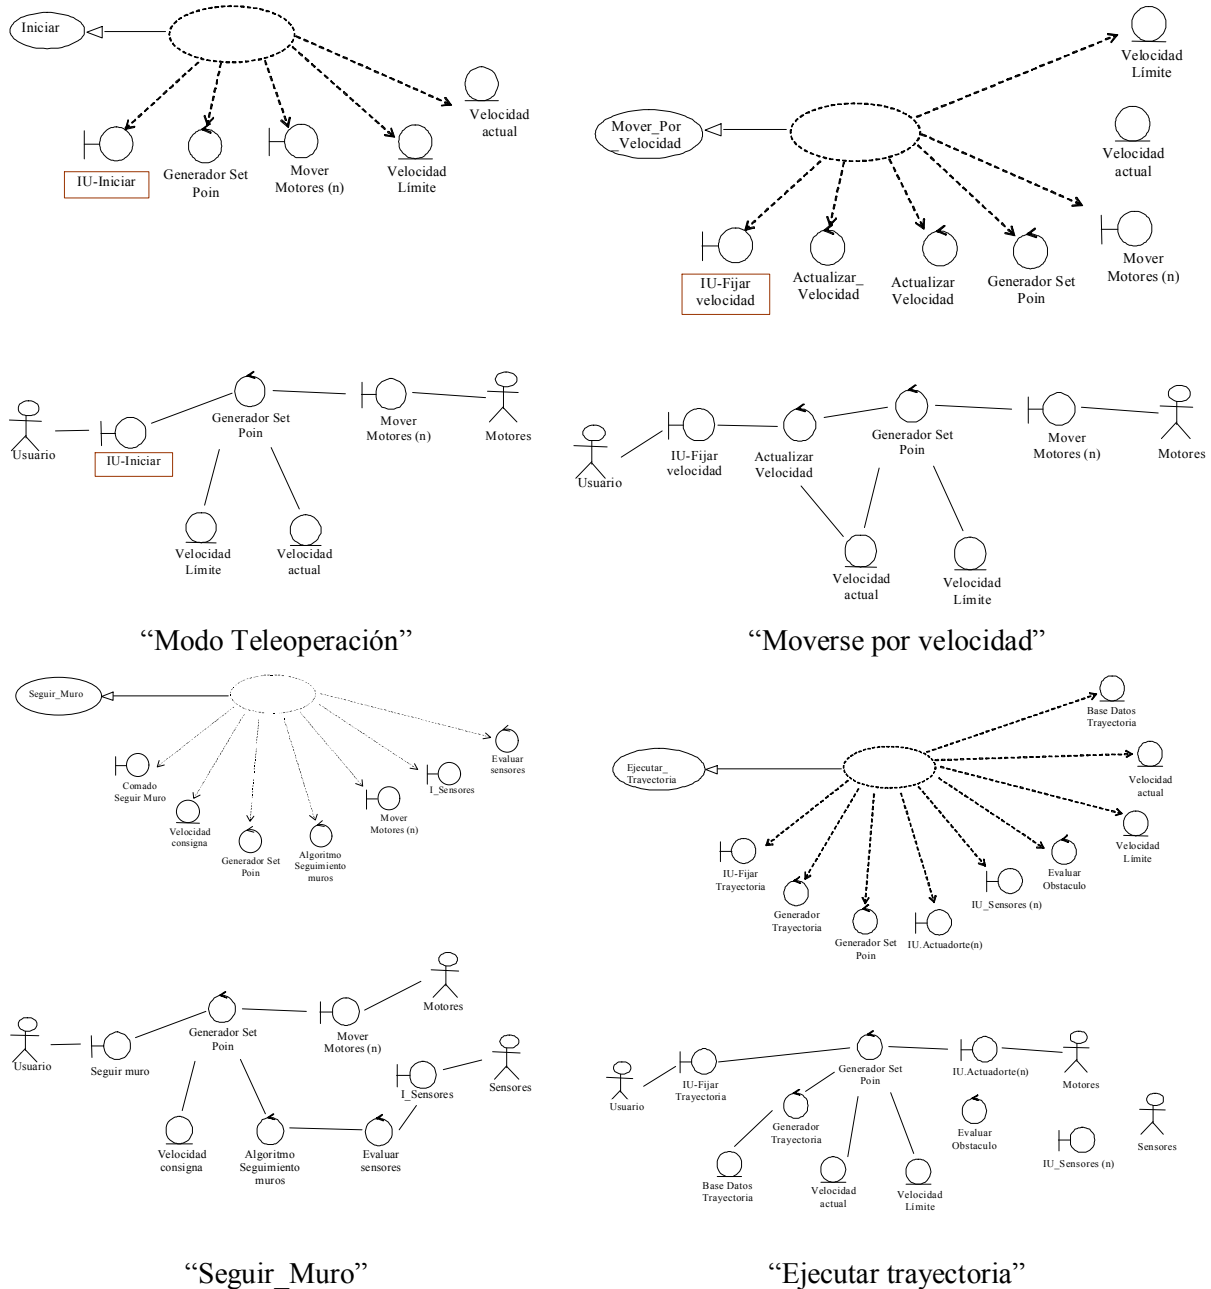 Iniciar
Velocidad
actual
IU-Iniciar
Generador Set
Poin
Mover
Motores (n)
Velocidad
Límite
Velocidad
Límite
Mover_Por
_Velocidad
Velocidad
actual
IU-Fijar
velocidad
Actualizar_
Velocidad
Actualizar
Velocidad
Generador Set
Poin
Mover
Motores (n)
Usuario
IU-Iniciar
Generador Set
Poin
Mover
Motores (n)
Motores
Velocidad
Límite
Velocidad
actual
Usuario
IU-Fijar
velocidad
Actualizar
Velocidad
Generador Set
Poin
Mover
Motores (n)
Motores
Velocidad
actual
Velocidad
Límite
“Modo Teleoperación”
“Moverse por velocidad”
Seguir_Muro
Evaluar
sensores
Comado
Seguir Muro
I_Sensores
Velocidad
consigna
Generador Set
Poin
Algoritmo
Seguimiento
muros
Mover
Motores (n)
Base Datos
Trayectoria
Ejecutar_
Trayectoria
Velocidad
actual
Velocidad
Límite
IU-Fijar
Trayectoria
Generador
Trayectoria
Generador Set
Poin
IU.Actuadorte(n)
IU_Sensores (n)
Evaluar
Obstaculo
Usuario
Seguir muro
Generador Set
Poin
Mover
Motores (n)
Motores
I_Sensores
Sensores
Velocidad
consigna
Algoritmo
Seguimiento
muros
Evaluar
sensores
Usuario
IU-Fijar
Trayectoria
Generador Set
Poin
IU.Actuadorte(n)
Motores
Generador
Trayectoria
Evaluar
Obstaculo
IU_Sensores (n)
Sensores
Base Datos
Trayectoria
Velocidad
actual
Velocidad
Límite
“Seguir_Muro”
“Ejecutar trayectoria”